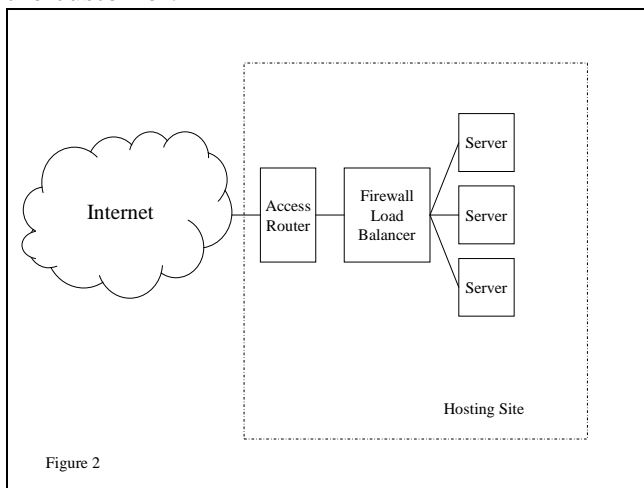 Internet
Access
Router
Firewall
Load
Balancer
Server
Server
Server
Hosting Site
Figure 2